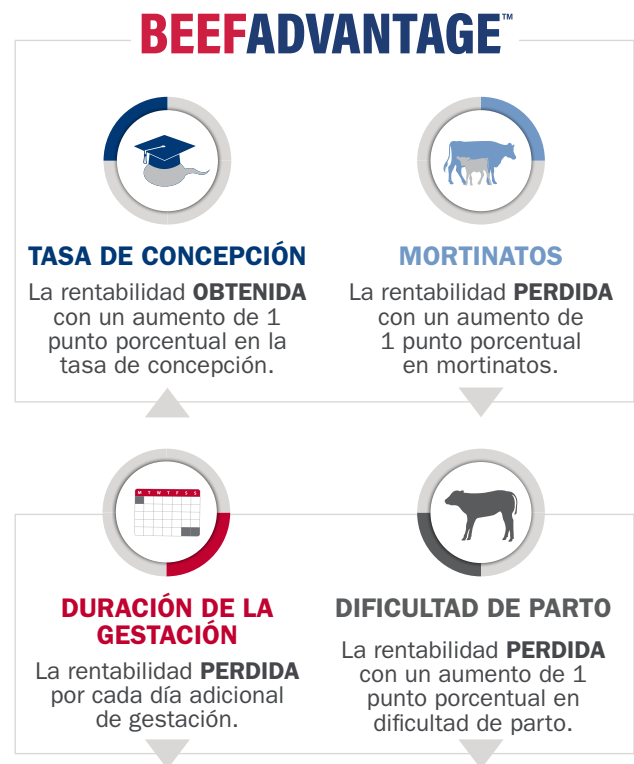 BEEFADVANTAGE™
TASA DE CONCEPCIÓN
La rentabilidad OBTENIDA
con un aumento de 1
punto porcentual en la
tasa de concepción.
MORTINATOS
La rentabilidad PERDIDA
con un aumento de
1 punto porcentual
en mortinatos.
M T W T F S S
DURACIÓN DE LA
GESTACIÓN
La rentabilidad PERDIDA
por cada día adicional
de gestación.
DIFICULTAD DE PARTO
La rentabilidad PERDIDA
con un aumento de 1
punto porcentual en
dificultad de parto.